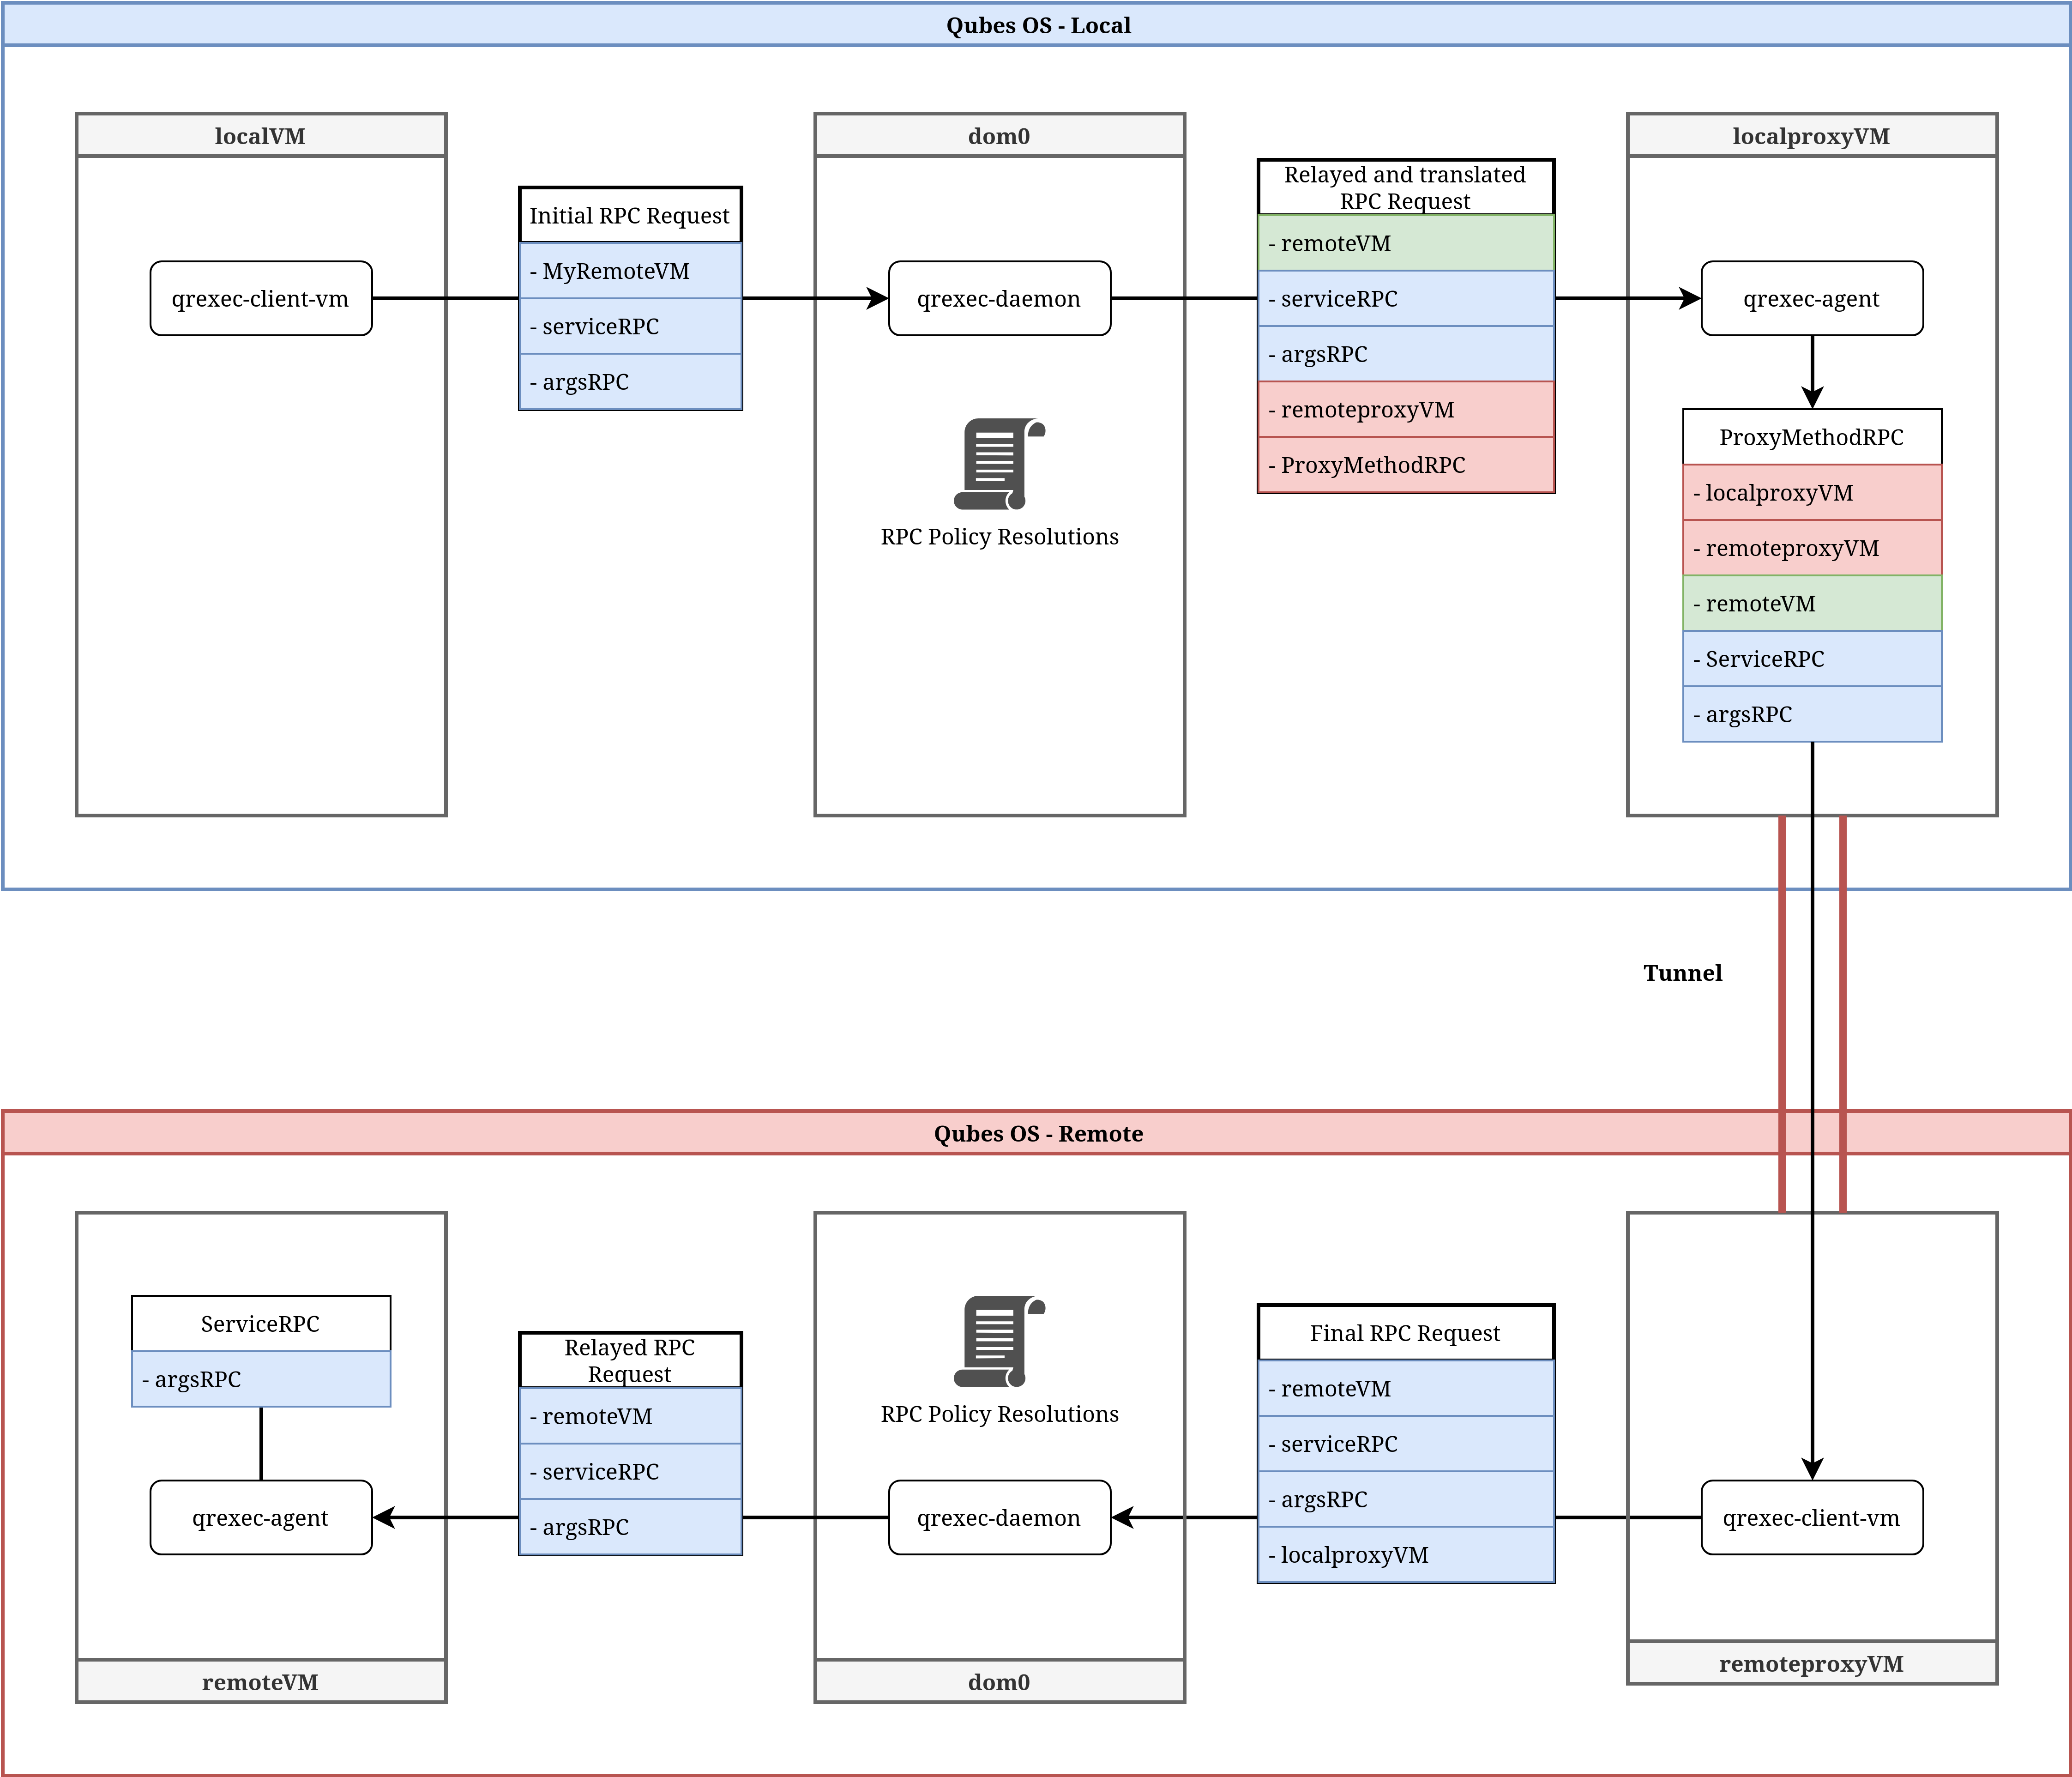 Qubes OS - Local
localVM
qrexec-client-vm
Initial RPC Request
- MyRemoteVM
- serviceRPC
- argsRPC
dom0
qrexec-daemon
RPC Policy Resolutions
Relayed and translated
RPC Request
- remoteVM
- serviceRPC
- argsRPC
- remoteproxyVM
- ProxyMethodRPC
localproxyVM
qrexec-agent
ProxyMethodRPC
- localproxyVM
- remoteproxyVM
- remoteVM
- ServiceRPC
- argsRPC
Tunnel
Qubes OS - Remote
ServiceRPC
- argsRPC
qrexec-agent
remoteVM
Relayed RPC
Request
- remoteVM
- serviceRPC
- argsRPC
RPC Policy Resolutions
qrexec-daemon
dom0
Final RPC Request
- remoteVM
- serviceRPC
- argsRPC
- localproxyVM
qrexec-client-vm
remoteproxyVM